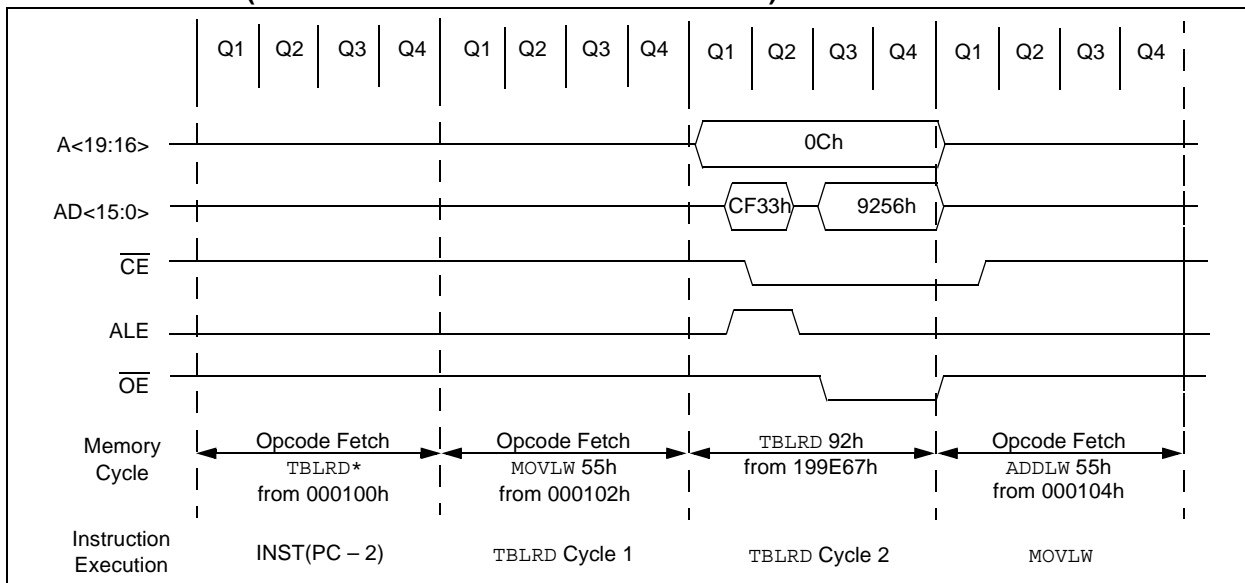 Q1 Q2 Q3 Q4 Q1 Q2 Q3 Q4 Q1 Q2 Q3 Q4 Q1 Q2 Q3 Q4
A<19:16> 0Ch
AD<15:0> CF33h 9256h
CE
ALE
OE
Memory Cycle
Opcode Fetch
TBLRD*
from 000100h
Opcode Fetch
MOVLW 55h
from 000102h
TBLRD 92h
from 199E67h
Opcode Fetch
ADDLW 55h
from 000104h
Instruction
Execution
INST(PC – 2) TBLRD Cycle 1 TBLRD Cycle 2 MOVLW